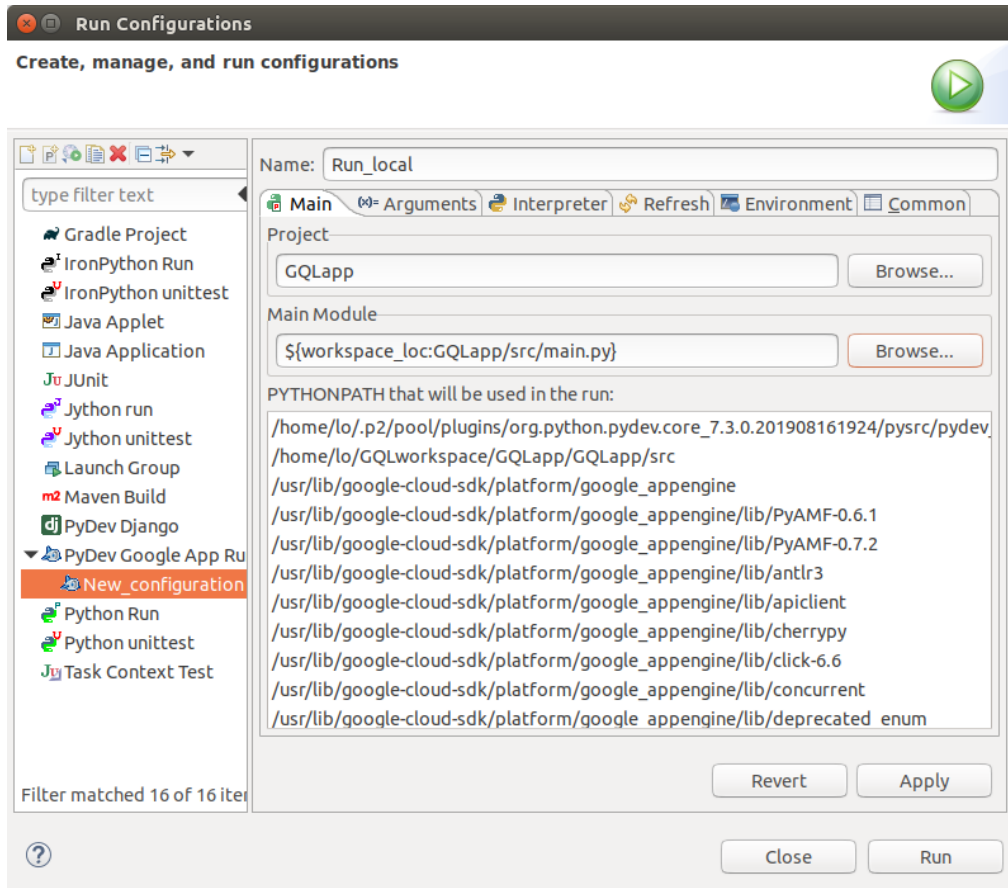 Run Configurations
Create, manage, and run configurations
type filter text
Gradle Project
IronPython Run
IronPython unittest
Java Applet
Java Application
JUnit
Jython run
Jython unittest
Launch Group
Maven Build
PyDev Django
PyDev Google App Ru
New_configuration
Python Run
Python unittest
Task Context Test
Filter matched 16 of 16 iter
Name: Run_local
Main (x)= Arguments Interpreter Refresh Environment Common
Project
GQLapp Browse...
Main Module
${workspace_loc:GQLapp/src/main.py} Browse...
PYTHONPATH that will be used in the run:
/home/lo/.p2/pool/plugins/org.python.pydev.core_7.3.0.201908161924/pysrc/pydev_
/home/lo/GQLworkspace/GQLapp/GQLapp/src
/usr/lib/google-cloud-sdk/platform/google_appengine
/usr/lib/google-cloud-sdk/platform/google_appengine/lib/PyAMF-0.6.1
/usr/lib/google-cloud-sdk/platform/google_appengine/lib/PyAMF-0.7.2
/usr/lib/google-cloud-sdk/platform/google_appengine/lib/antlr3
/usr/lib/google-cloud-sdk/platform/google_appengine/lib/apiclient
/usr/lib/google-cloud-sdk/platform/google_appengine/lib/cherrypy
/usr/lib/google-cloud-sdk/platform/google_appengine/lib/click-6.6
/usr/lib/google-cloud-sdk/platform/google_appengine/lib/concurrent
/usr/lib/google-cloud-sdk/platform/google_appengine/lib/deprecated_enum
Revert Apply
Close Run